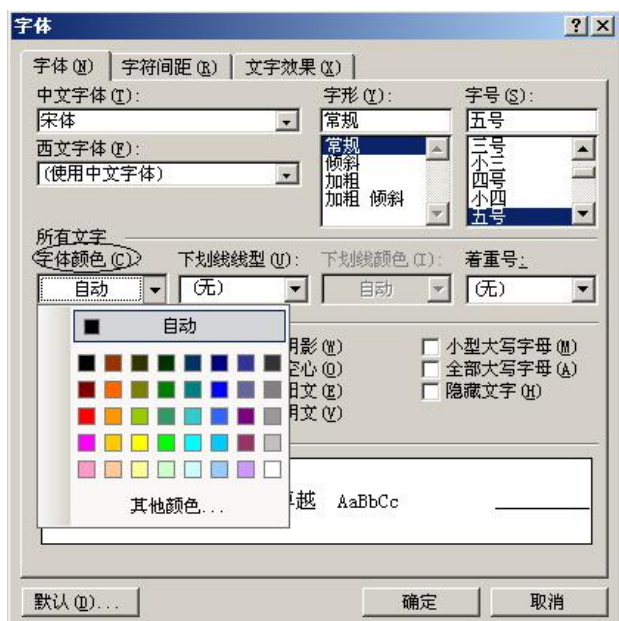 字体
字体(N) 字符间距(R) 文字效果(X)
中文字体(T): 字形(Y): 字号(S):
宋体 常规 五号
西文字体(F): 常规 三号
(使用中文字体) 倾斜 小三
加粗 四号
加粗 倾斜 小四
五号
所有文字
字体颜色(C) 下划线线型(U): 下划线颜色(I): 着重号:
自动 (无) 自动 (无)
自动
(W) 小型大写字母(M)
空心(O) 全部大写字母(A)
阳文(E) 隐藏文字(H)
阴文(V)
其他颜色...
越 AaBbCc
默认(D)... 确定 取消